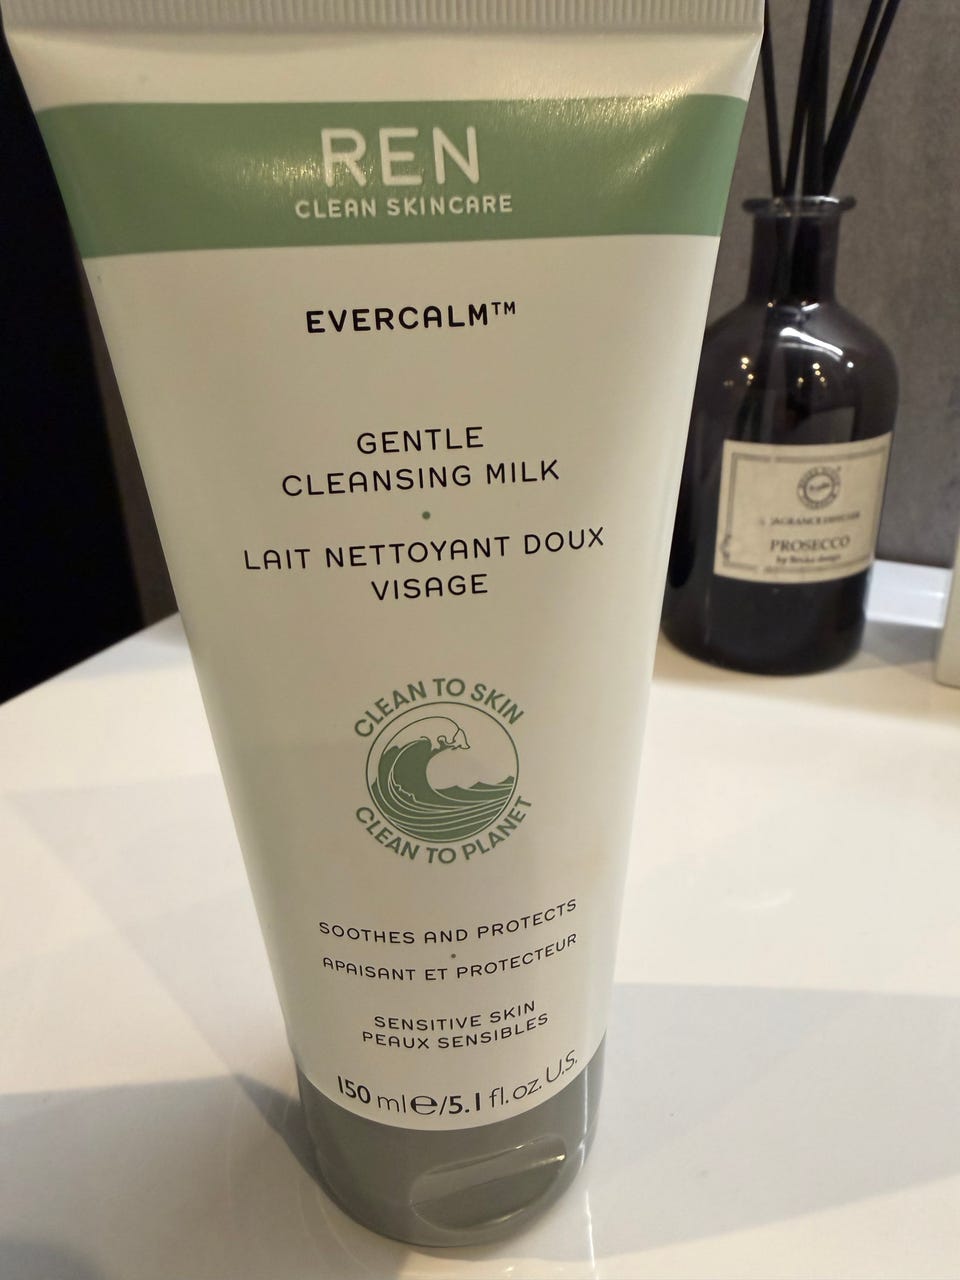 REN
CLEAN SKINCARE
EVERCALM™
GENTLE
CLEANSING MILK
LAIT NETTOYANT DOUX
VISAGE
CLEAN TO SKIN
CLEAN TO PLANET
SOOTHES AND PROTECTS
APAISANT ET PROTECTEUR
SENSITIVE SKIN
PEAUX SENSIBLES
150 ml ℮/5.1 fl. oz. U.S.
PROSECCO